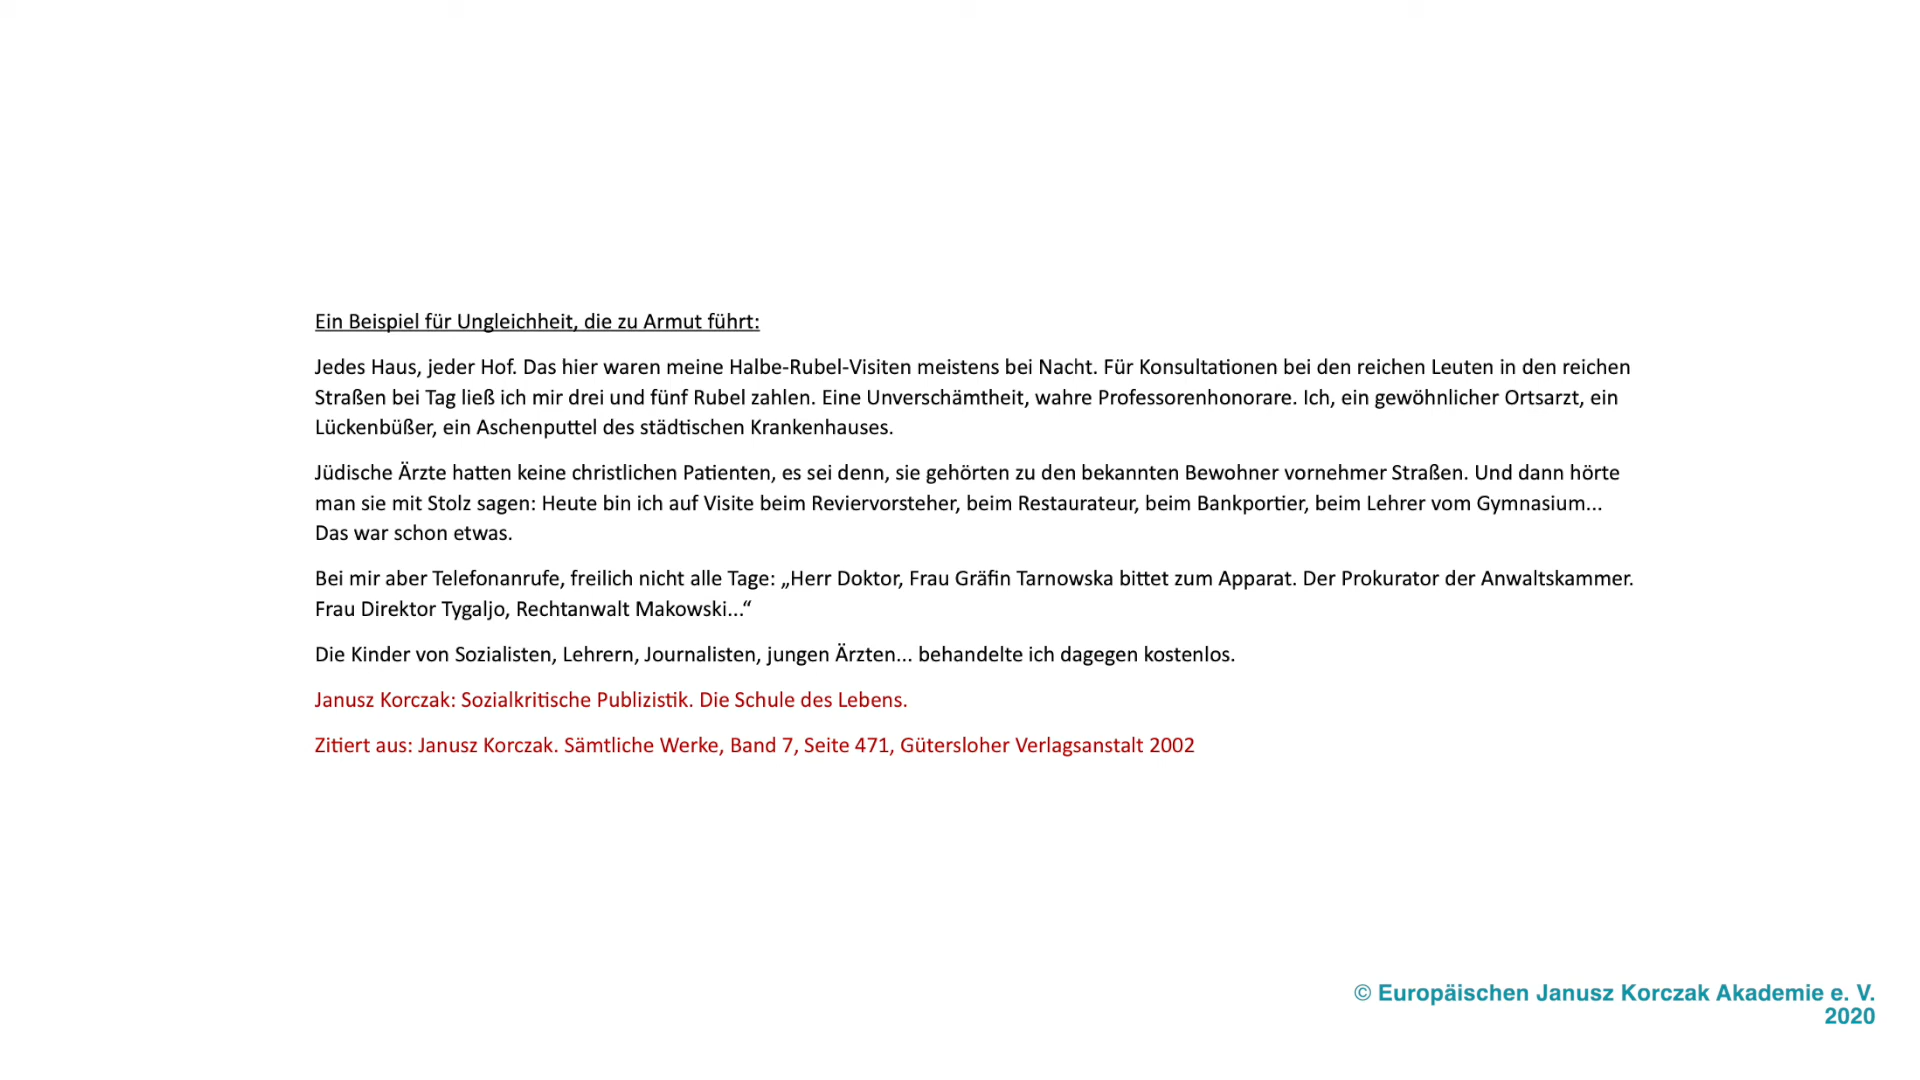 Ein Beispiel für Ungleichheit, die zu Armut führt:
Jedes Haus, jeder Hof. Das hier waren meine Halbe-Rubel-Visiten meistens bei Nacht. Für Konsultationen bei den reichen Leuten in den reichen
Straßen bei Tag ließ ich mir drei und fünf Rubel zahlen. Eine Unverschämtheit, wahre Professorenhonorare. Ich, ein gewöhnlicher Ortsarzt, ein
Lückenbüßer, ein Aschenputtel des städtischen Krankenhauses.
Jüdische Ärzte hatten keine christlichen Patienten, es sei denn, sie gehörten zu den bekannten Bewohner vornehmer Straßen. Und dann hörte
man sie mit Stolz sagen: Heute bin ich auf Visite beim Reviervorsteher, beim Restaurateur, beim Bankportier, beim Lehrer vom Gymnasium...
Das war schon etwas.
Bei mir aber Telefonanrufe, freilich nicht alle Tage: „Herr Doktor, Frau Gräfin Tarnowska bittet zum Apparat. Der Prokurator der Anwaltskammer.
Frau Direktor Tygaljo, Rechtanwalt Makowski...“
Die Kinder von Sozialisten, Lehrern, Journalisten, jungen Ärzten... behandelte ich dagegen kostenlos.
Janusz Korczak: Sozialkritische Publizistik. Die Schule des Lebens.
Zitiert aus: Janusz Korczak. Sämtliche Werke, Band 7, Seite 471, Gütersloher Verlagsanstalt 2002
© Europäischen Janusz Korczak Akademie e. V.
2020